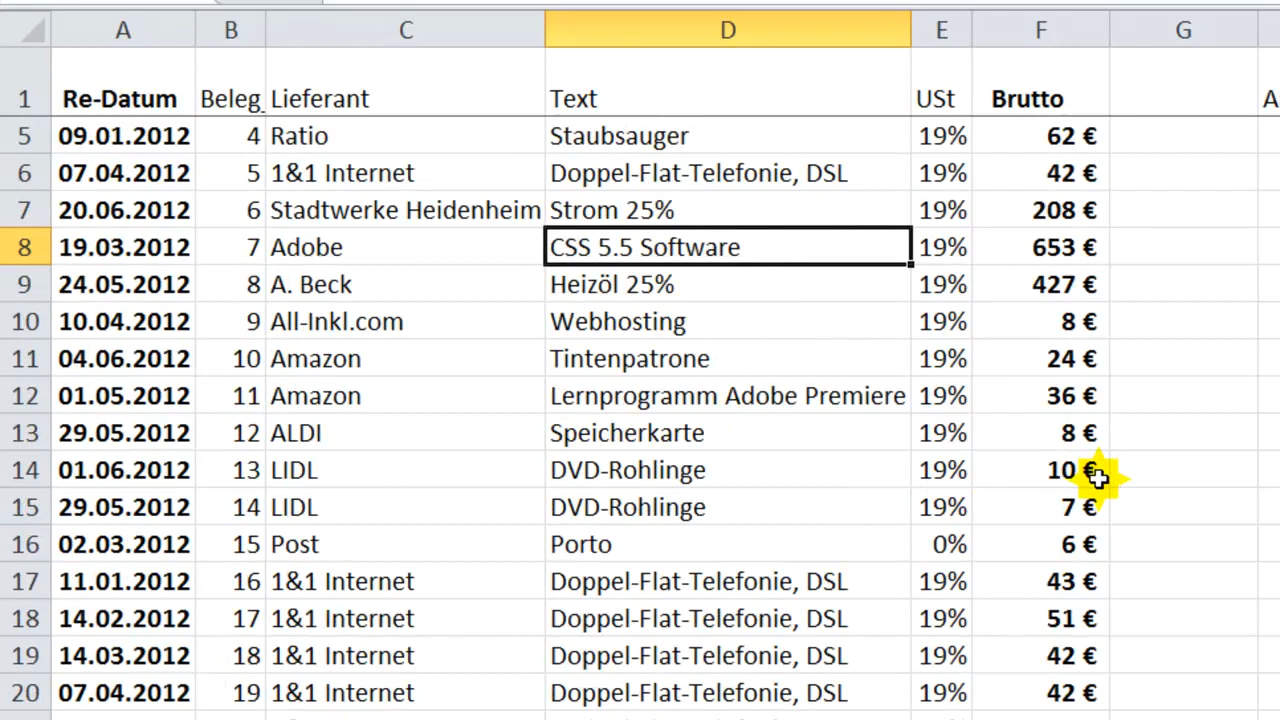 A B C D E F G
1 Re-Datum Beleg Lieferant Text USt Brutto A
5 09.01.2012 4 Ratio Staubsauger 19% 62 €
6 07.04.2012 5 1&1 Internet Doppel-Flat-Telefonie, DSL 19% 42 €
7 20.06.2012 6 Stadtwerke Heidenheim Strom 25% 19% 208 €
8 19.03.2012 7 Adobe CSS 5.5 Software 19% 653 €
9 24.05.2012 8 A. Beck Heizöl 25% 19% 427 €
10 10.04.2012 9 All-Inkl.com Webhosting 19% 8 €
11 04.06.2012 10 Amazon Tintenpatrone 19% 24 €
12 01.05.2012 11 Amazon Lernprogramm Adobe Premiere 19% 36 €
13 29.05.2012 12 ALDI Speicherkarte 19% 8 €
14 01.06.2012 13 LIDL DVD-Rohlinge 19% 10 €
15 29.05.2012 14 LIDL DVD-Rohlinge 19% 7 €
16 02.03.2012 15 Post Porto 0% 6 €
17 11.01.2012 16 1&1 Internet Doppel-Flat-Telefonie, DSL 19% 43 €
18 14.02.2012 17 1&1 Internet Doppel-Flat-Telefonie, DSL 19% 51 €
19 14.03.2012 18 1&1 Internet Doppel-Flat-Telefonie, DSL 19% 42 €
20 07.04.2012 19 1&1 Internet Doppel-Flat-Telefonie, DSL 19% 42 €